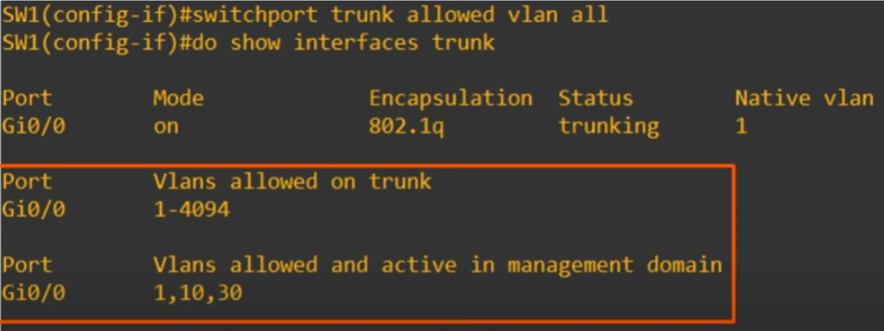 SW1(config-if)#switchport trunk allowed vlan all
SW1(config-if)#do show interfaces trunk
Port Mode Encapsulation Status Native vlan
Gi0/0 on 802.1q trunking 1
Port Vlans allowed on trunk
Gi0/0 1-4094
Port Vlans allowed and active in management domain
Gi0/0 1,10,30